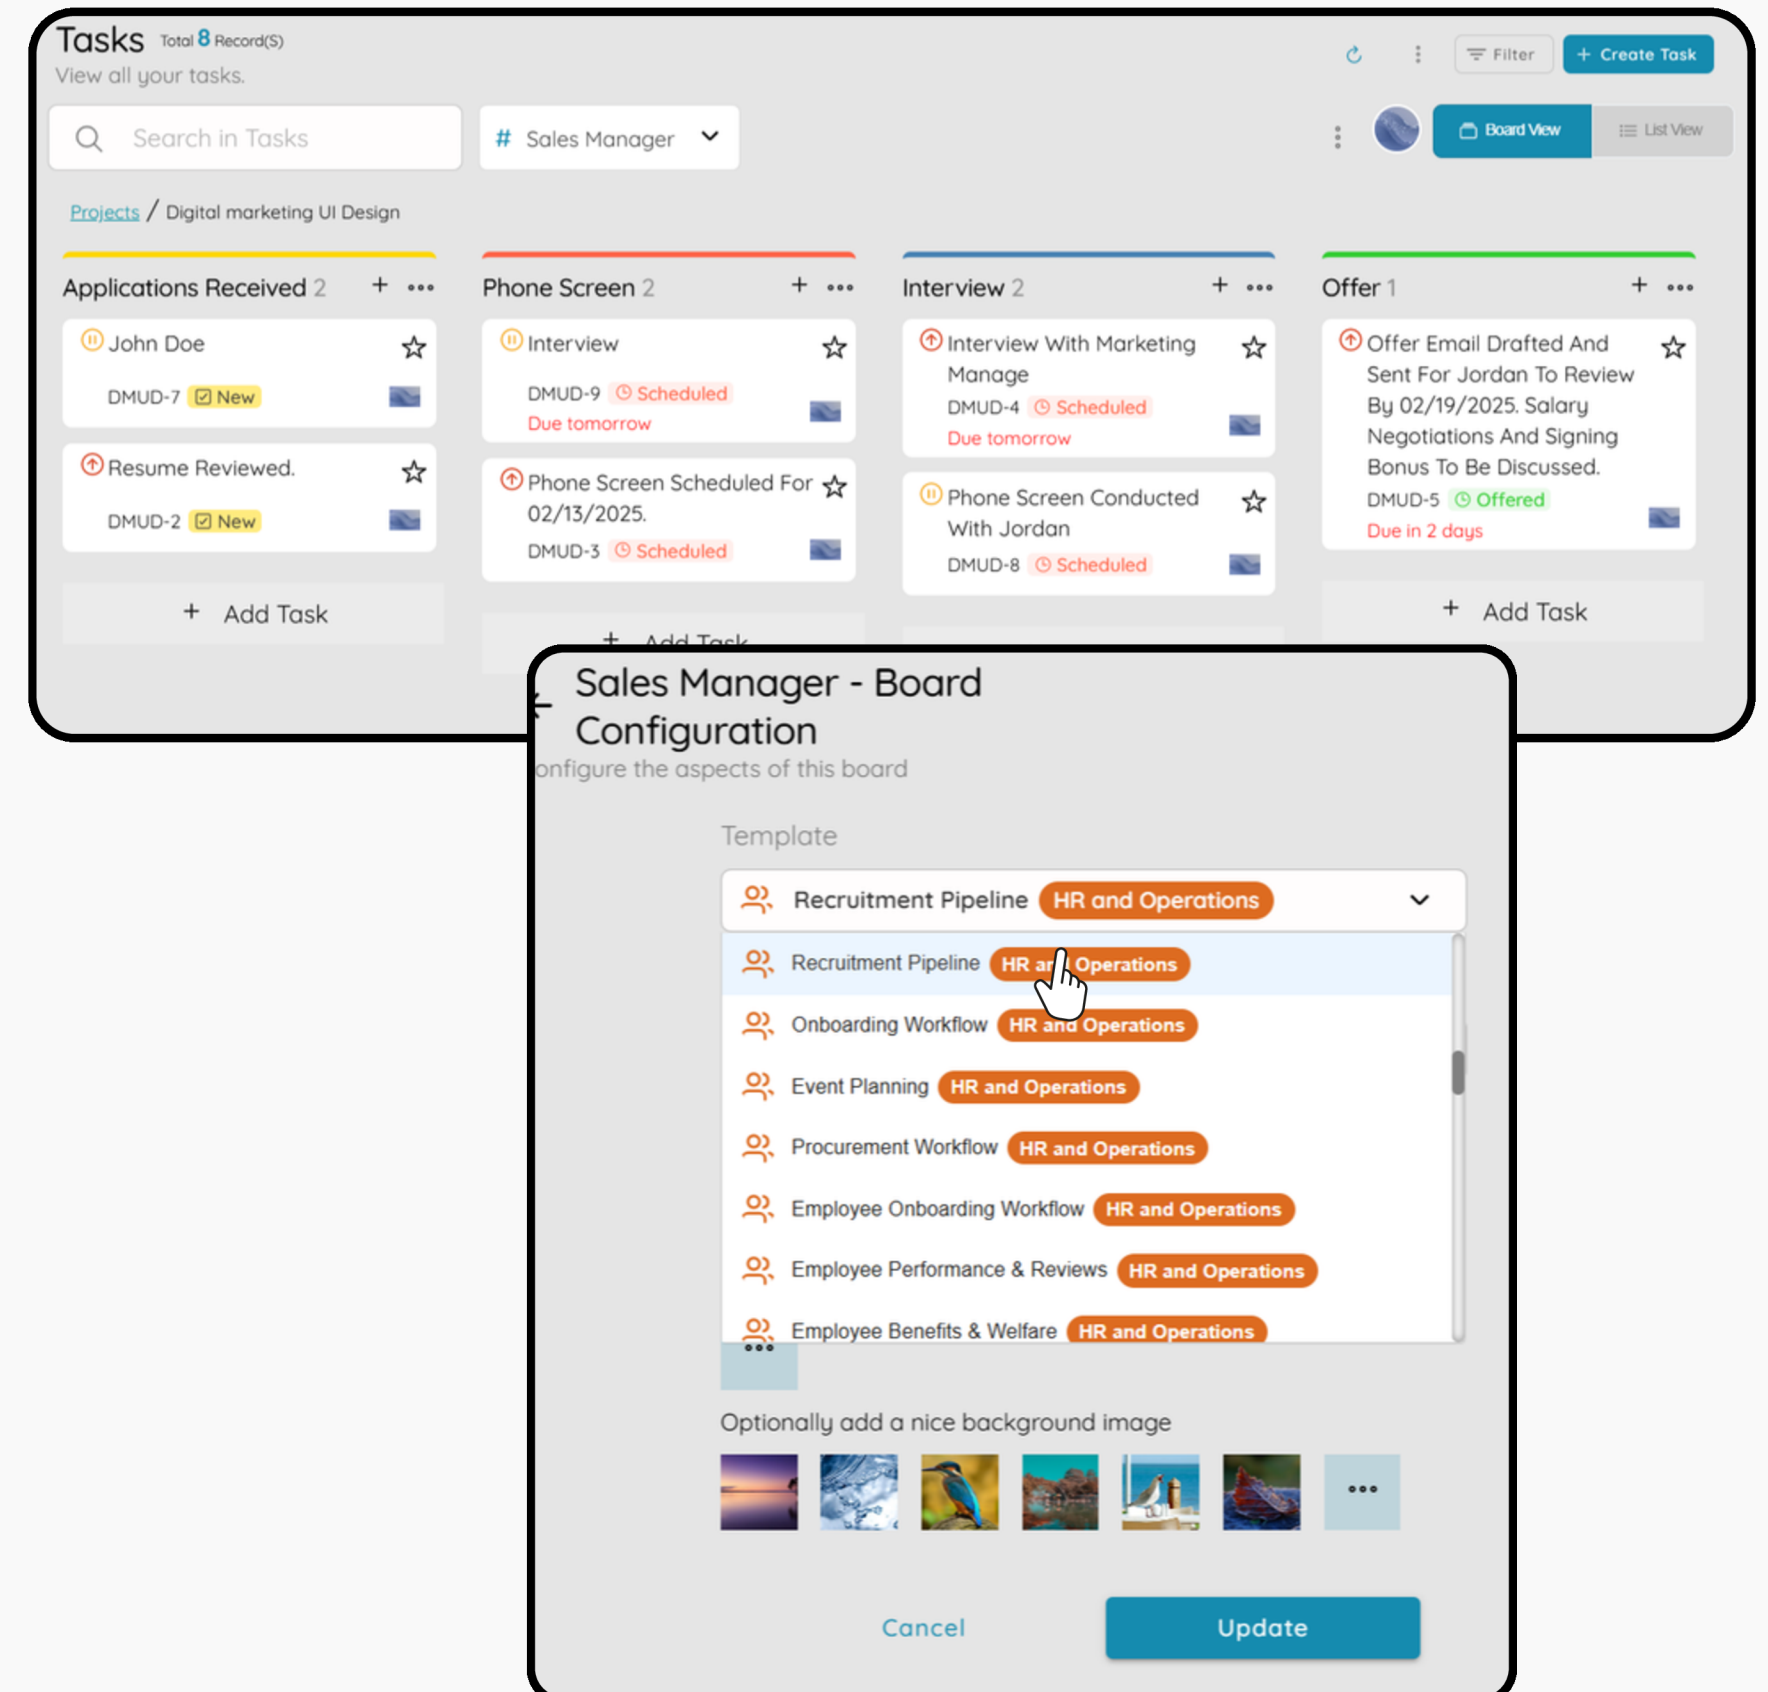 Tasks Total 8 Record(S)
View all your tasks.
Filter
+ Create Task
Search in Tasks
# Sales Manager
Board View
List View
Projects / Digital marketing UI Design
Applications Received 2
John Doe
DMUD-7 New
Resume Reviewed.
DMUD-2 New
+ Add Task
Phone Screen 2
Interview
DMUD-9 Scheduled
Due tomorrow
Phone Screen Scheduled For
02/13/2025.
DMUD-3 Scheduled
+ Add Task
Interview 2
Interview With Marketing
Manage
DMUD-4 Scheduled
Due tomorrow
Phone Screen Conducted
With Jordan
DMUD-8 Scheduled
Offer 1
Offer Email Drafted And
Sent For Jordan To Review
By 02/19/2025. Salary
Negotiations And Signing
Bonus To Be Discussed.
DMUD-5 Offered
Due in 2 days
+ Add Task
Sales Manager - Board
Configuration
onfigure the aspects of this board
Template
Recruitment Pipeline HR and Operations
Recruitment Pipeline HR and Operations
Onboarding Workflow HR and Operations
Event Planning HR and Operations
Procurement Workflow HR and Operations
Employee Onboarding Workflow HR and Operations
Employee Performance & Reviews HR and Operations
Employee Benefits & Welfare HR and Operations
Optionally add a nice background image
Cancel
Update